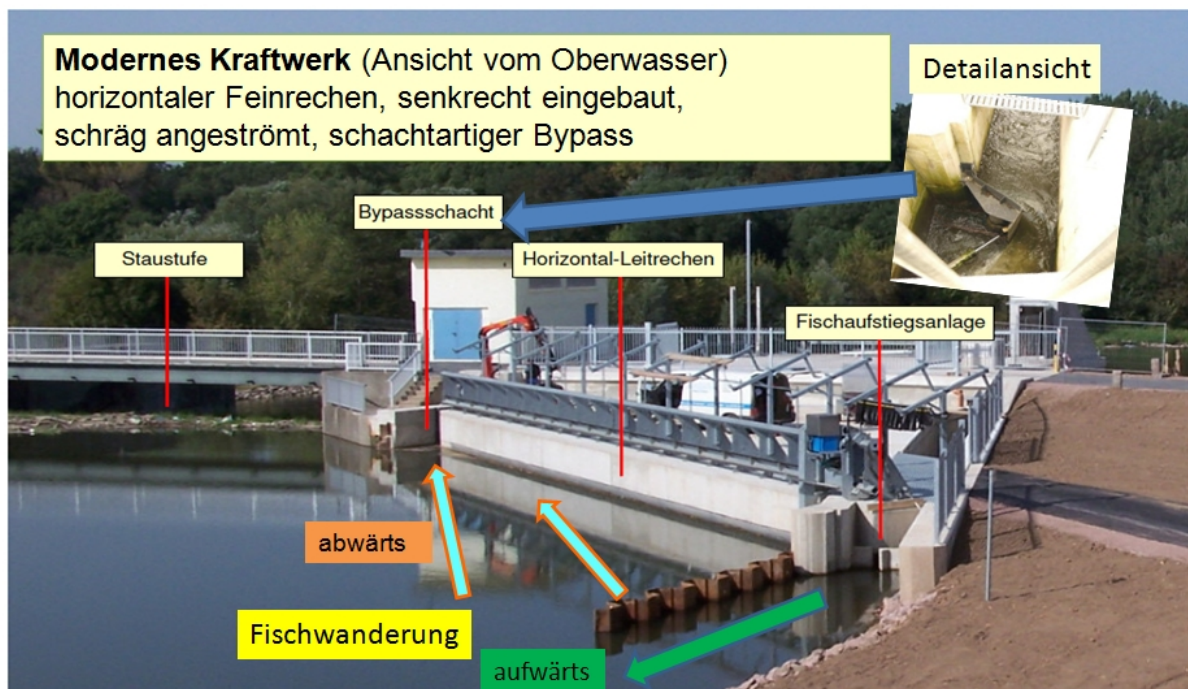 Modernes Kraftwerk (Ansicht vom Oberwasser)
horizontaler Feinrechen, senkrecht eingebaut,
schräg angeströmt, schachtartiger Bypass
Detailansicht
Bypassschacht
Staustufe
Horizontal-Leitrechen
Fischaufstiegsanlage
abwärts
Fischwanderung
aufwärts